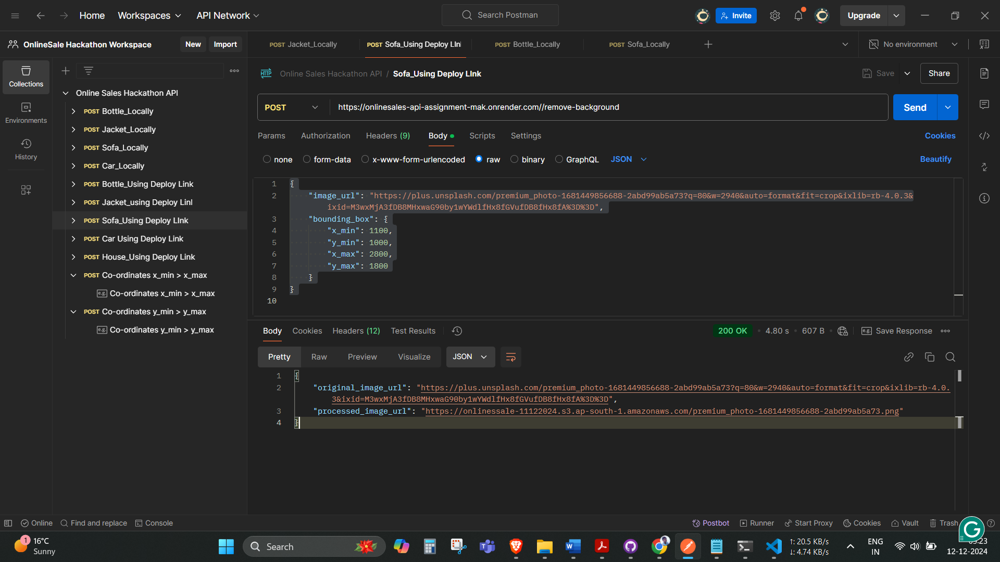 Home
Workspaces
API Network
Search Postman
Invite
Upgrade
OnlineSale Hackathon Workspace
New
Import
POST Jacket_Locally
POST Sofa_Using Deploy LIn
POST Bottle_Locally
POST Sofa_Locally
No environment
Collections
Environments
History
Online Sales Hackathon API
POST Bottle_Locally
POST Jacket_Locally
POST Sofa_Locally
POST Car_Locally
POST Bottle_Using Deploy Link
POST Jacket_using Deploy Linl
POST Sofa_Using Deploy LInk
POST Car Using Deploy Link
POST House_Using Deploy Link
POST Co-ordinates x_min > x_max
e.g. Co-ordinates x_min > x_max
POST Co-ordinates y_min > y_max
e.g. Co-ordinates y_min > y_max
HTTP Online Sales Hackathon API / Sofa_Using Deploy LInk
Save
Share
POST
https://onlinesales-api-assignment-mak.onrender.com//remove-background
Send
Params
Authorization
Headers (9)
Body
Scripts
Settings
Cookies
none
form-data
x-www-form-urlencoded
raw
binary
GraphQL
JSON
Beautify
1 {
2 "image_url": "https://plus.unsplash.com/premium_photo-1681449856688-2abd99ab5a73?q=80&w=2940&auto=format&fit=crop&ixlib=rb-4.0.3&
ixid=M3wxMjA3fDB8MHxwaG90by1wYWdlfHx8fGVufDB8fHx8fA%3D%3D",
3 "bounding_box": {
4 "x_min": 1100,
5 "y_min": 1000,
6 "x_max": 2800,
7 "y_max": 1800
8 }
9 }
10
Body
Cookies
Headers (12)
Test Results
200 OK
4.80 s
607 B
e.g. Save Response
Pretty
Raw
Preview
Visualize
JSON
1 {
2 "original_image_url": "https://plus.unsplash.com/premium_photo-1681449856688-2abd99ab5a73?q=80&w=2940&auto=format&fit=crop&ixlib=rb-4.0.
3&ixid=M3wxMjA3fDB8MHxwaG90by1wYWdlfHx8fGVufDB8fHx8fA%3D%3D",
3 "processed_image_url": "https://onlinessale-11122024.s3.ap-south-1.amazonaws.com/premium_photo-1681449856688-2abd99ab5a73.png"
4 }
Online
Find and replace
Console
Postbot
Runner
Start Proxy
Cookies
Vault
Trash
1
16°C
Sunny
Search
↑: 20.5 KB/s
↓: 4.74 KB/s
ENG
IN
12-12-2024